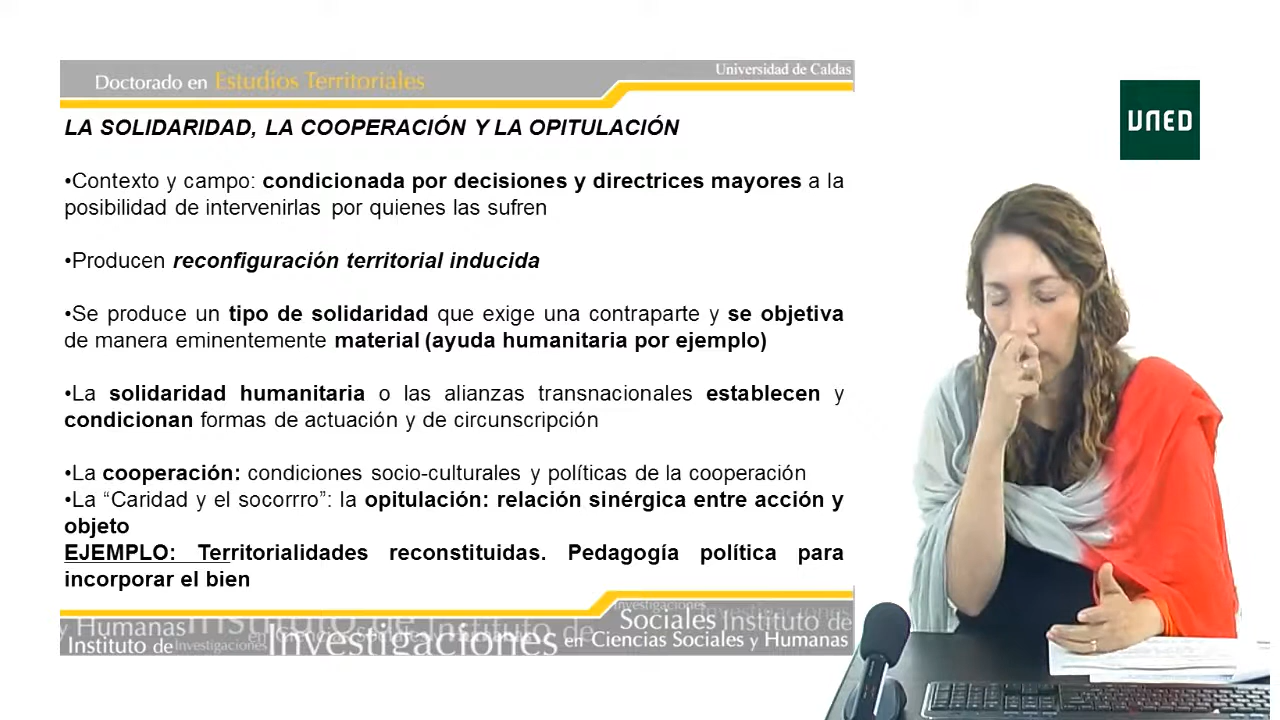 Doctorado en Estudios Territoriales
Universidad de Caldas
UNED
LA SOLIDARIDAD, LA COOPERACIÓN Y LA OPITULACIÓN
•Contexto y campo: condicionada por decisiones y directrices mayores a la
posibilidad de intervenirlas por quienes las sufren
•Producen reconfiguración territorial inducida
•Se produce un tipo de solidaridad que exige una contraparte y se objetiva
de manera eminentemente material (ayuda humanitaria por ejemplo)
•La solidaridad humanitaria o las alianzas transnacionales establecen y
condicionan formas de actuación y de circunscripción
•La cooperación: condiciones socio-culturales y políticas de la cooperación
•La “Caridad y el socorrro”: la opitulación: relación sinérgica entre acción y
objeto
EJEMPLO: Territorialidades reconstituidas. Pedagogía política para
incorporar el bien
Investigaciones
y Humanas Instituto de Sociales Instituto de
Instituto de Investigaciones Investigaciones en Ciencias Sociales y Humanas